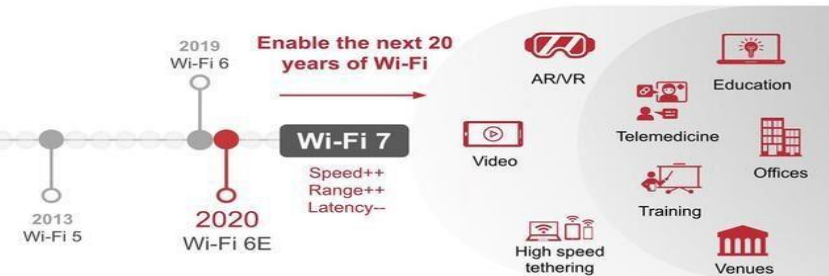 2019
Wi-Fi 6
Enable the next 20
years of Wi-Fi
2013
Wi-Fi 5
2020
Wi-Fi 6E
Wi-Fi 7
Speed++
Range++
Latency--
AR/VR
Video
High speed
tethering
Education
Telemedicine
Offices
Training
Venues